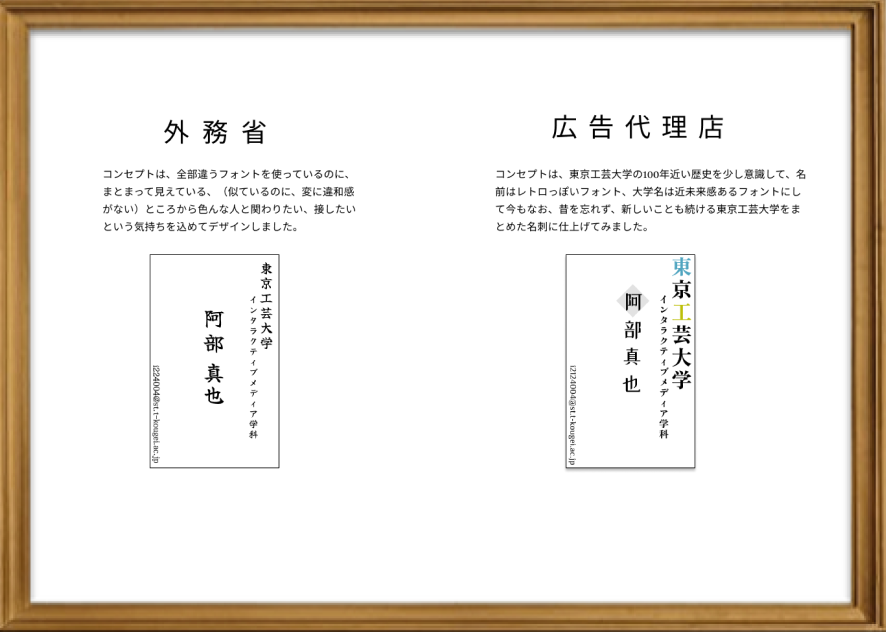 外務省
コンセプトは、全部違うフォントを使っているのに、
まとまって見えている、（似ているのに、変に違和感
がない）ところから色んな人と関わりたい、接したい
という気持ちを込めてデザインしました。
東京工芸大学
インタラクティブメディア学科
阿部 真也
i2124004@st.t-kougei.ac.jp
広告代理店
コンセプトは、東京工芸大学の100年近い歴史を少し意識して、名
前はレトロっぽいフォント、大学名は近未来感あるフォントにし
て今もなお、昔を忘れず、新しいことも続ける東京工芸大学をま
とめた名刺に仕上げてみました。
東京工芸大学
インタラクティブメディア学科
阿部真也
i2124004@st.t-kougei.ac.jp